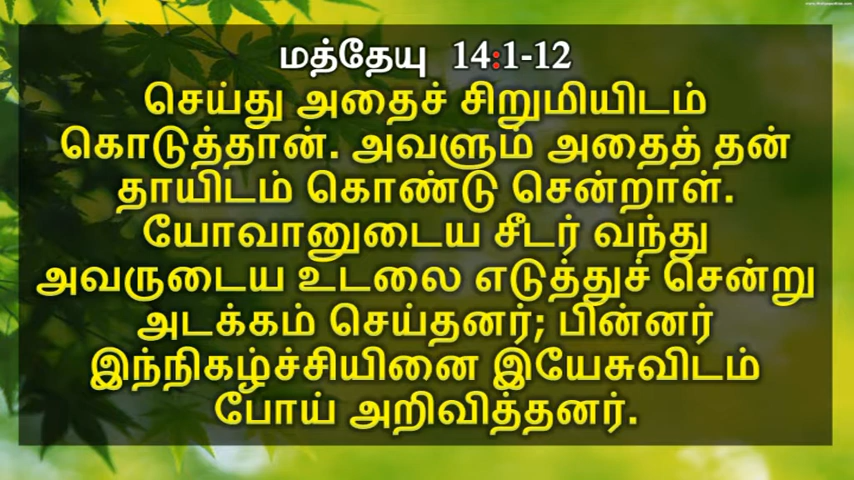 மத்தேயு 14:1-12
செய்து அதைச் சிறுமியிடம்
கொடுத்தான். அவளும் அதைத் தன்
தாயிடம் கொண்டு சென்றாள்.
யோவானுடைய சீடர் வந்து
அவருடைய உடலை எடுத்துச் சென்று
அடக்கம் செய்தனர்; பின்னர்
இந்நிகழ்ச்சியினை இயேசுவிடம்
போய் அறிவித்தனர்.